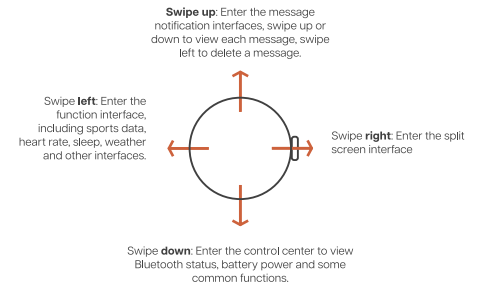 Swipe up: Enter the message
notification interfaces, swipe up or
down to view each message, swipe
left to delete a message.
Swipe left: Enter the
function interface,
including sports data,
heart rate, sleep, weather
and other interfaces.
Swipe right: Enter the split
screen interface
Swipe down: Enter the control center to view
Bluetooth status, battery power and some
common functions.